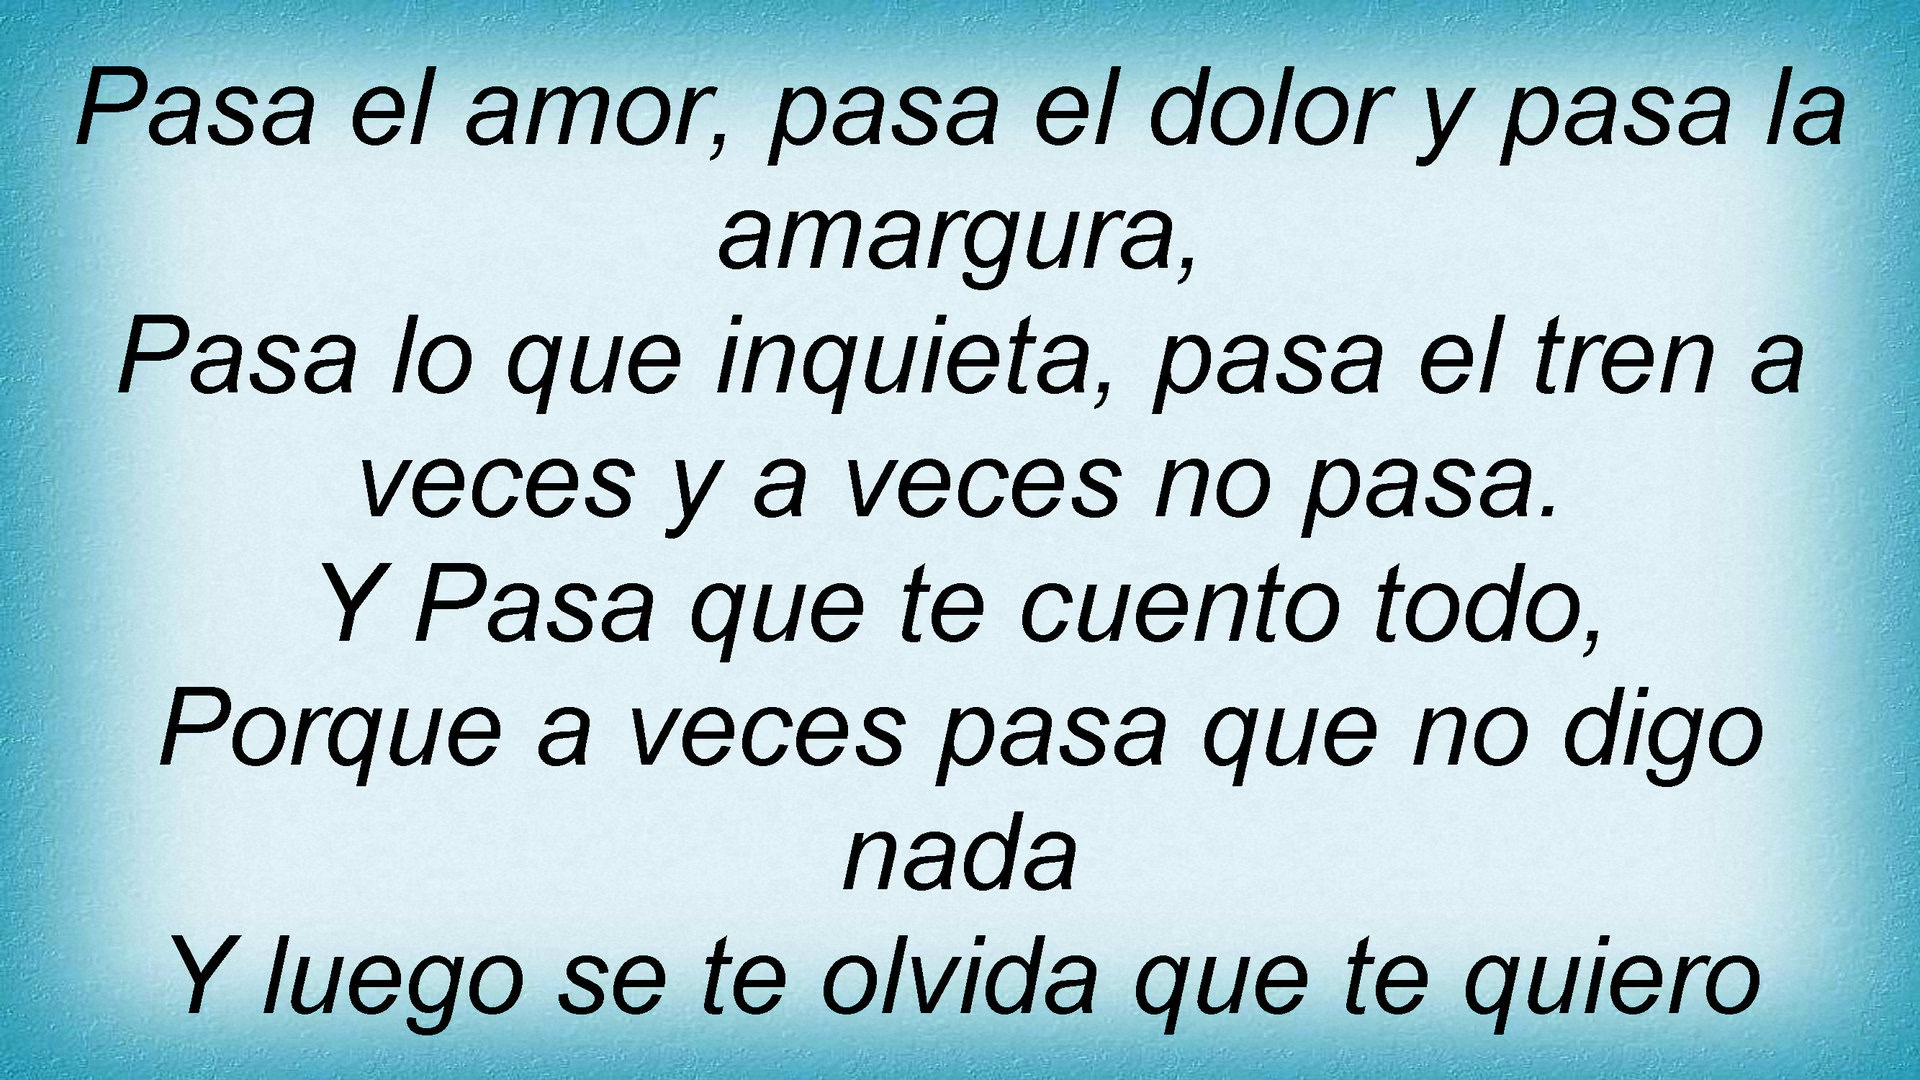 Pasa el amor, pasa el dolor y pasa la
amargura,
Pasa lo que inquieta, pasa el tren a
veces y a veces no pasa.
Y Pasa que te cuento todo,
Porque a veces pasa que no digo
nada
Y luego se te olvida que te quiero